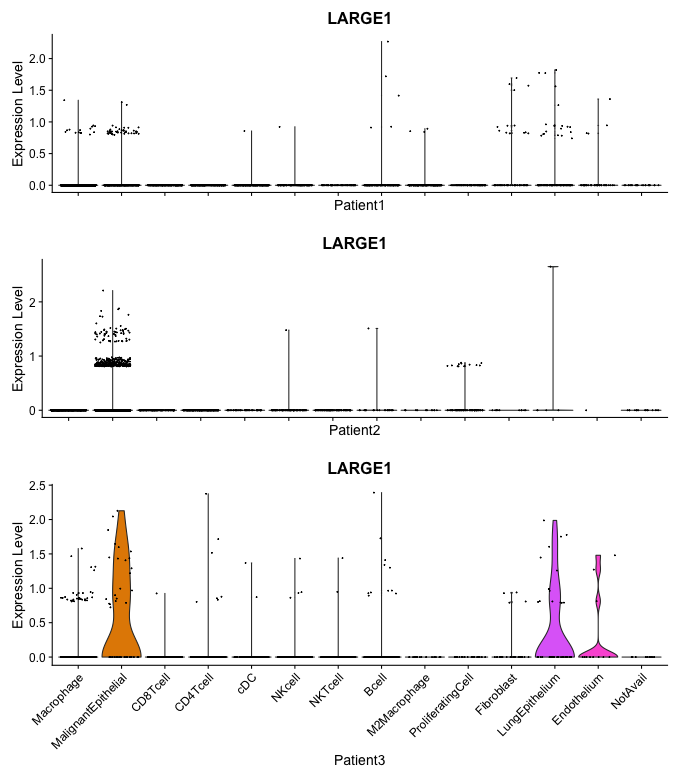 LARGE1
Expression Level
2.0
1.5
1.0
0.5
0.0
Patient1
LARGE1
Expression Level
2
1
0
Patient2
LARGE1
Expression Level
2.5
2.0
1.5
1.0
0.5
0.0
Macrophage
MalignantEpithelial
CD8Tcell
CD4Tcell
cDC
NKcell
NKTcell
Bcell
M2Macrophage
ProliferatingCell
Fibroblast
LungEpithelium
Endothelium
NotAvail
Patient3